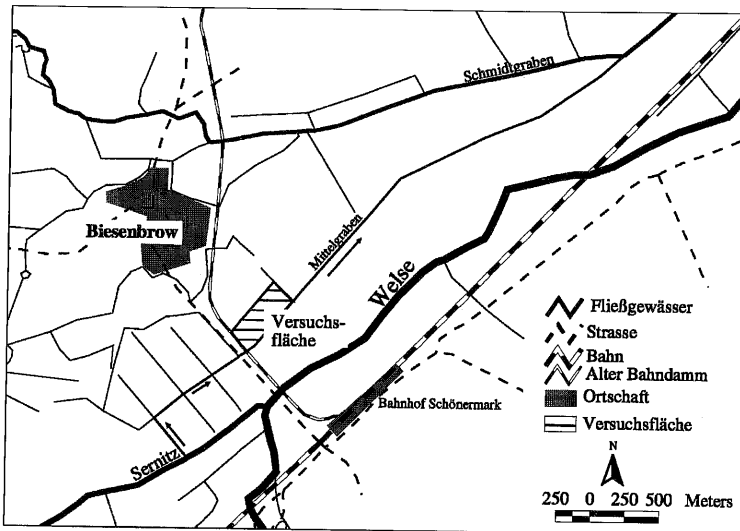 Schmidtgraben
Biesenbrow
Mittelgraben
Welse
Versuchs-
fläche
Fließgewässer
Strasse
Bahn
Alter Bahndamm
Ortschaft
Versuchsfläche
Bahnhof Schönermark
Sernitz
N
250 0 250 500 Meters